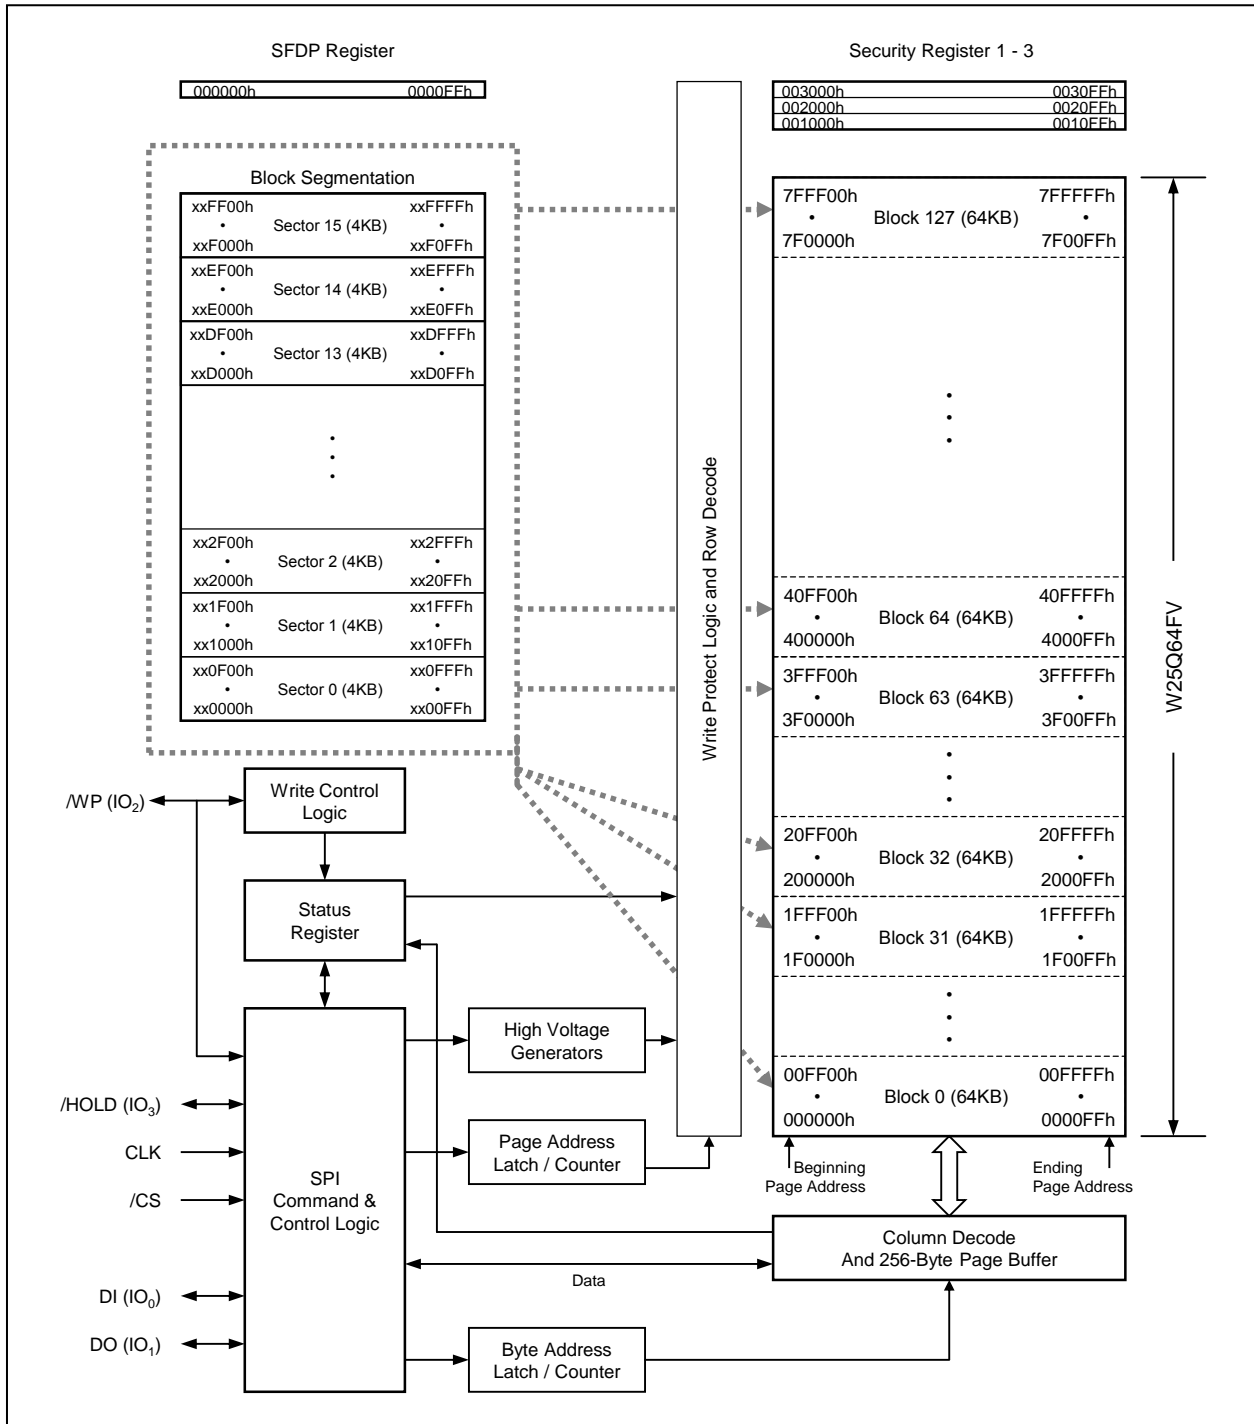 SFDP Register
000000h 0000FFh
Security Register 1 - 3
003000h 0030FFh
002000h 0020FFh
001000h 0010FFh
Block Segmentation
xxFF00h xxFFFFh
• Sector 15 (4KB) •
xxF000h xxF0FFh
xxEF00h xxEFFFh
• Sector 14 (4KB) •
xxE000h xxE0FFh
xxDF00h xxDFFFh
• Sector 13 (4KB) •
xxD000h xxD0FFh
•
•
•
xx2F00h xx2FFFh
• Sector 2 (4KB) •
xx2000h xx20FFh
xx1F00h xx1FFFh
• Sector 1 (4KB) •
xx1000h xx10FFh
xx0F00h xx0FFFh
• Sector 0 (4KB) •
xx0000h xx00FFh
Write Protect Logic and Row Decode
7FFF00h 7FFFFFh
• Block 127 (64KB) •
7F0000h 7F00FFh
•
•
•
40FF00h 40FFFFh
• Block 64 (64KB) •
400000h 4000FFh
3FFF00h 3FFFFFh
• Block 63 (64KB) •
3F0000h 3F00FFh
•
•
•
20FF00h 20FFFFh
• Block 32 (64KB) •
200000h 2000FFh
1FFF00h 1FFFFFh
• Block 31 (64KB) •
1F0000h 1F00FFh
•
•
•
00FF00h 00FFFFh
• Block 0 (64KB) •
000000h 0000FFh
W25Q64FV
Beginning
Page Address
Ending
Page Address
/WP (IO₂)
Write Control
Logic
Status
Register
High Voltage
Generators
/HOLD (IO₃)
CLK
/CS
DI (IO₀)
DO (IO₁)
SPI
Command &
Control Logic
Page Address
Latch / Counter
Column Decode
And 256-Byte Page Buffer
Data
Byte Address
Latch / Counter